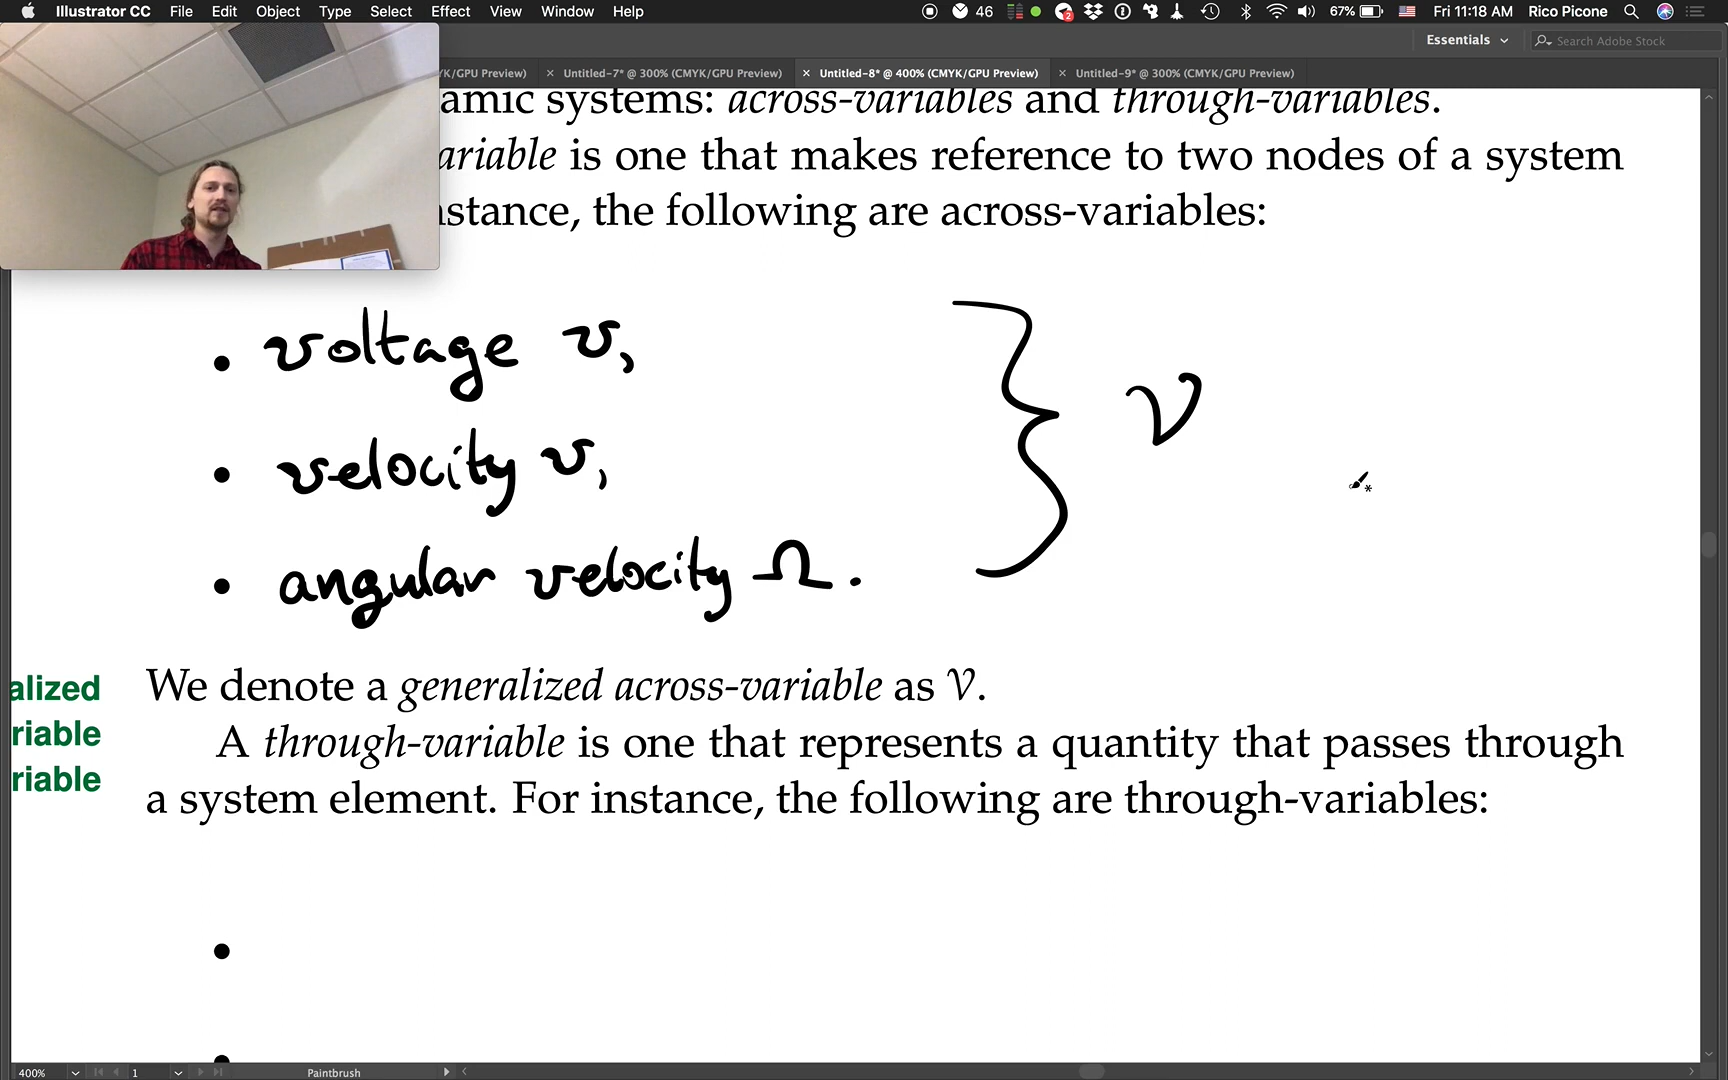 Illustrator CC File Edit Object Type Select Effect View Window Help 46 2 67% Fri 11:18 AM Rico Picone
Essentials Search Adobe Stock
YK/GPU Preview) × Untitled-7* @ 300% (CMYK/GPU Preview) × Untitled-8* @ 400% (CMYK/GPU Preview) × Untitled-9* @ 300% (CMYK/GPU Preview)
amic systems: across-variables and through-variables.
ariable is one that makes reference to two nodes of a system
nstance, the following are across-variables:
• voltage v,
• velocity v,
• angular velocity Ω.
} 𝒱
alized
riable
riable
We denote a generalized across-variable as 𝒱.
A through-variable is one that represents a quantity that passes through
a system element. For instance, the following are through-variables:
•
•
400% 1 Paintbrush